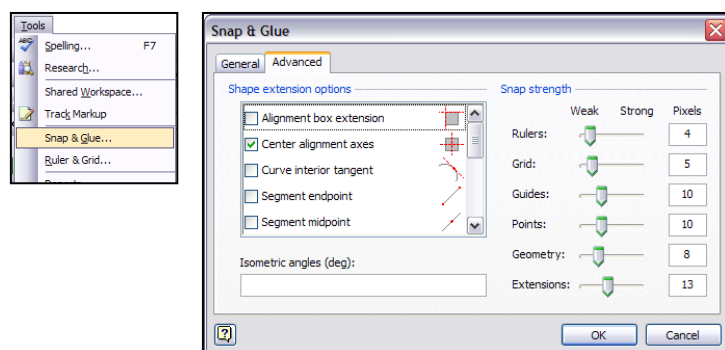 Tools
Spelling... F7
Research...
Shared Workspace...
Track Markup
Snap & Glue...
Ruler & Grid...
Snap & Glue
General Advanced
Shape extension options
Alignment box extension
Center alignment axes
Curve interior tangent
Segment endpoint
Segment midpoint
Isometric angles (deg):
Snap strength
Weak Strong Pixels
Rulers: 4
Grid: 5
Guides: 10
Points: 10
Geometry: 8
Extensions: 13
OK Cancel